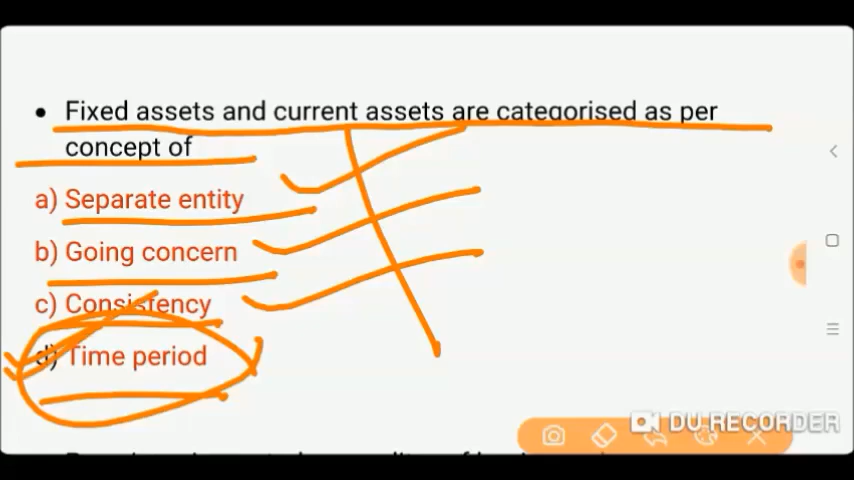 • Fixed assets and current assets are categorised as per
concept of
a) Separate entity
b) Going concern
c) Consistency
d) Time period
DU RECORDER